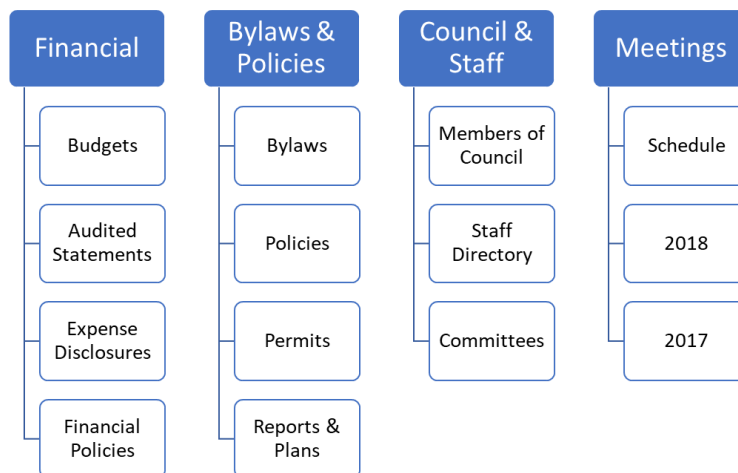 Financial
Budgets
Audited
Statements
Expense
Disclosures
Financial
Policies
Bylaws &
Policies
Bylaws
Policies
Permits
Reports &
Plans
Council &
Staff
Members of
Council
Staff
Directory
Committees
Meetings
Schedule
2018
2017